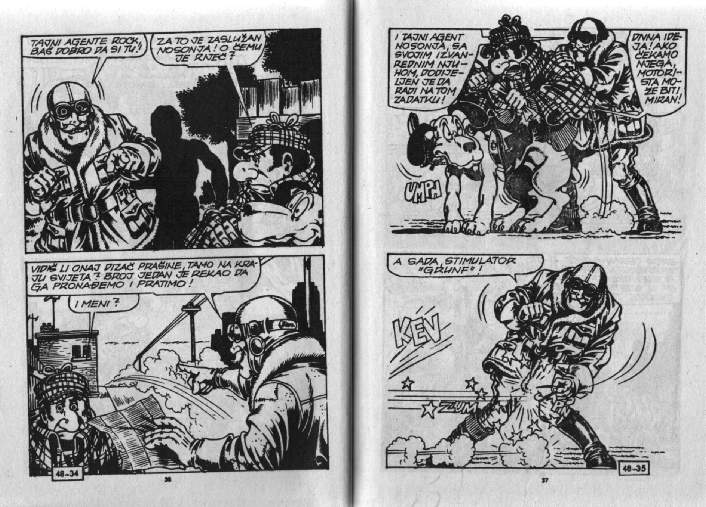 TAJNI AGENTE ROCK,
BAŠ DOBRO DA SI TU!
ZA TO JE ZASLUŽAN
NOSONJA! O ČEMU
JE RIJEČ?
VIDIŠ LI ONAJ DIZAČ PRAŠINE, TAMO NA KRA-
JU SVIJETA? BROJ JEDAN JE REKAO DA
GA PRONAĐEMO I PRATIMO!
I MENI?
48-34
36
I TAJNI AGENT
NOSONJA, SA
SVOJIM IZVAN-
REDNIM NJU-
HOM, DODIJE-
LJEN JE DA
RADI NA TOM
ZADATKU!
DIVNA IDE-
JA! AKO
ČEKAMO
NJEGA,
MOTORI-
STA MO-
ŽE BITI
MIRAN!
UMPH
A SADA, STIMULATOR
"GRUNF"!
KEV
ZZUM
48-35
37